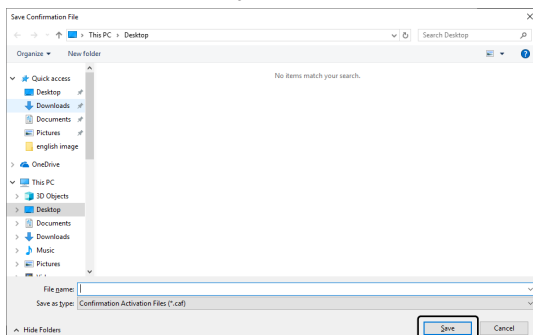 Save Confirmation File
This PC > Desktop
Search Desktop
Organize
New folder
No items match your search.
Quick access
Desktop
Downloads
Documents
Pictures
english image
OneDrive
This PC
3D Objects
Desktop
Documents
Downloads
Music
Pictures
File name:
Save as type: Confirmation Activation Files (*.caf)
Hide Folders
Save
Cancel